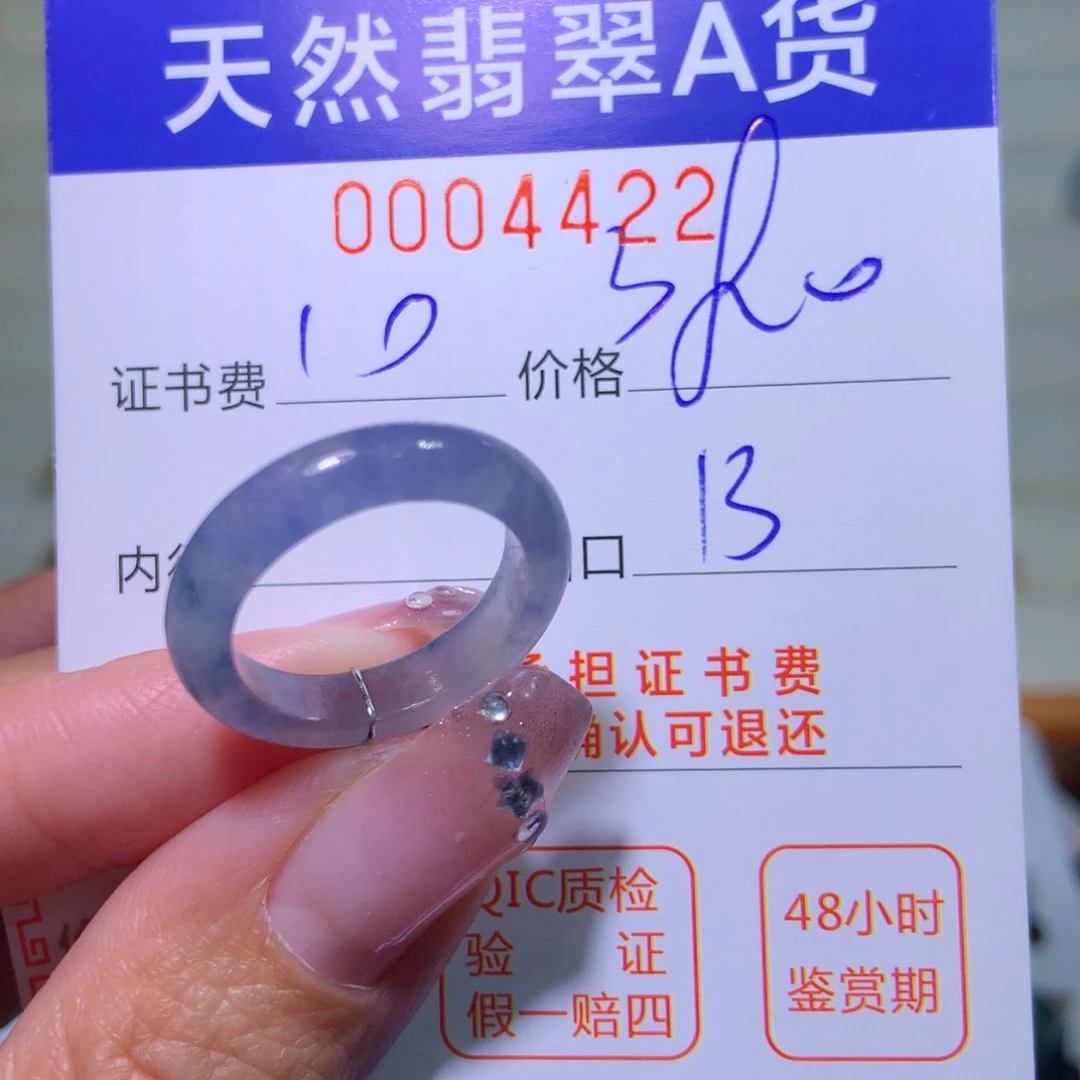 天然翡翠A货
0004422
证书费 10 价格
内 口 13
担证书费
确认可退还
QIC质检
验证
假一赔四
48小时
鉴赏期